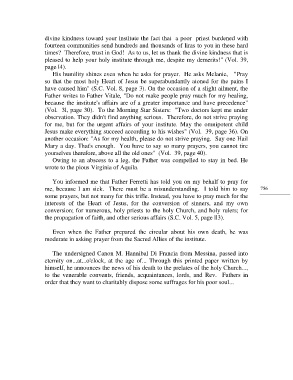 divine kindness toward your institute the fact that a poor priest burdened with
fourteen communities send hundreds and thousands of liras to you in these hard
times? Therefore, trust in God! As to us, let us thank the divine kindness that is
pleased to help your holy institute through me, despite my demerits!" (Vol. 39,
page 14).
His humility shines even when he asks for prayer. He asks Melanie, "Pray
so that the most holy Heart of Jesus be superabundantly atoned for the pains I
have caused him" (S.C. Vol. 8, page 3). On the occasion of a slight ailment, the
Father writes to Father Vitale, "Do not make people pray much for my healing,
because the institute's affairs are of a greater importance and have precedence"
(Vol. 31, page 30). To the Morning Star Sisters: "Two doctors kept me under
observation. They didn't find anything serious. Therefore, do not strive praying
for me, but for the urgent affairs of your institute. May the omnipotent child
Jesus make everything succeed according to his wishes" (Vol. 39, page 36). On
another occasion: "As for my health, please do not strive praying. Say one Hail
Mary a day. That's enough. You have to say so many prayers, you cannot tire
yourselves therefore, above all the old ones" (Vol. 39, page 40).
Owing to an abscess to a leg, the Father was compelled to stay in bed. He
wrote to the pious Virginia of Aquila.
You informed me that Father Ferretti has told you on my behalf to pray for
me, because I am sick. There must be a misunderstanding. I told him to say
some prayers, but not many for this trifle. Instead, you have to pray much for the
interests of the Heart of Jesus, for the conversion of sinners, and my own
conversion; for numerous, holy priests to the holy Church, and holy rulers; for
the propagation of faith, and other serious affairs (S.C. Vol. 5, page 83).
756
Even when the Father prepared the circular about his own death, he was
moderate in asking prayer from the Sacred Allies of the institute.
The undersigned Canon M. Hannibal Di Francia from Messina, passed into
eternity on...at...o'clock, at the age of... Through this printed paper written by
himself, he announces the news of his death to the prelates of the holy Church...,
to the venerable convents, friends, acquaintances, lords, and Rev. Fathers in
order that they want to charitably dispose some suffrages for his poor soul...